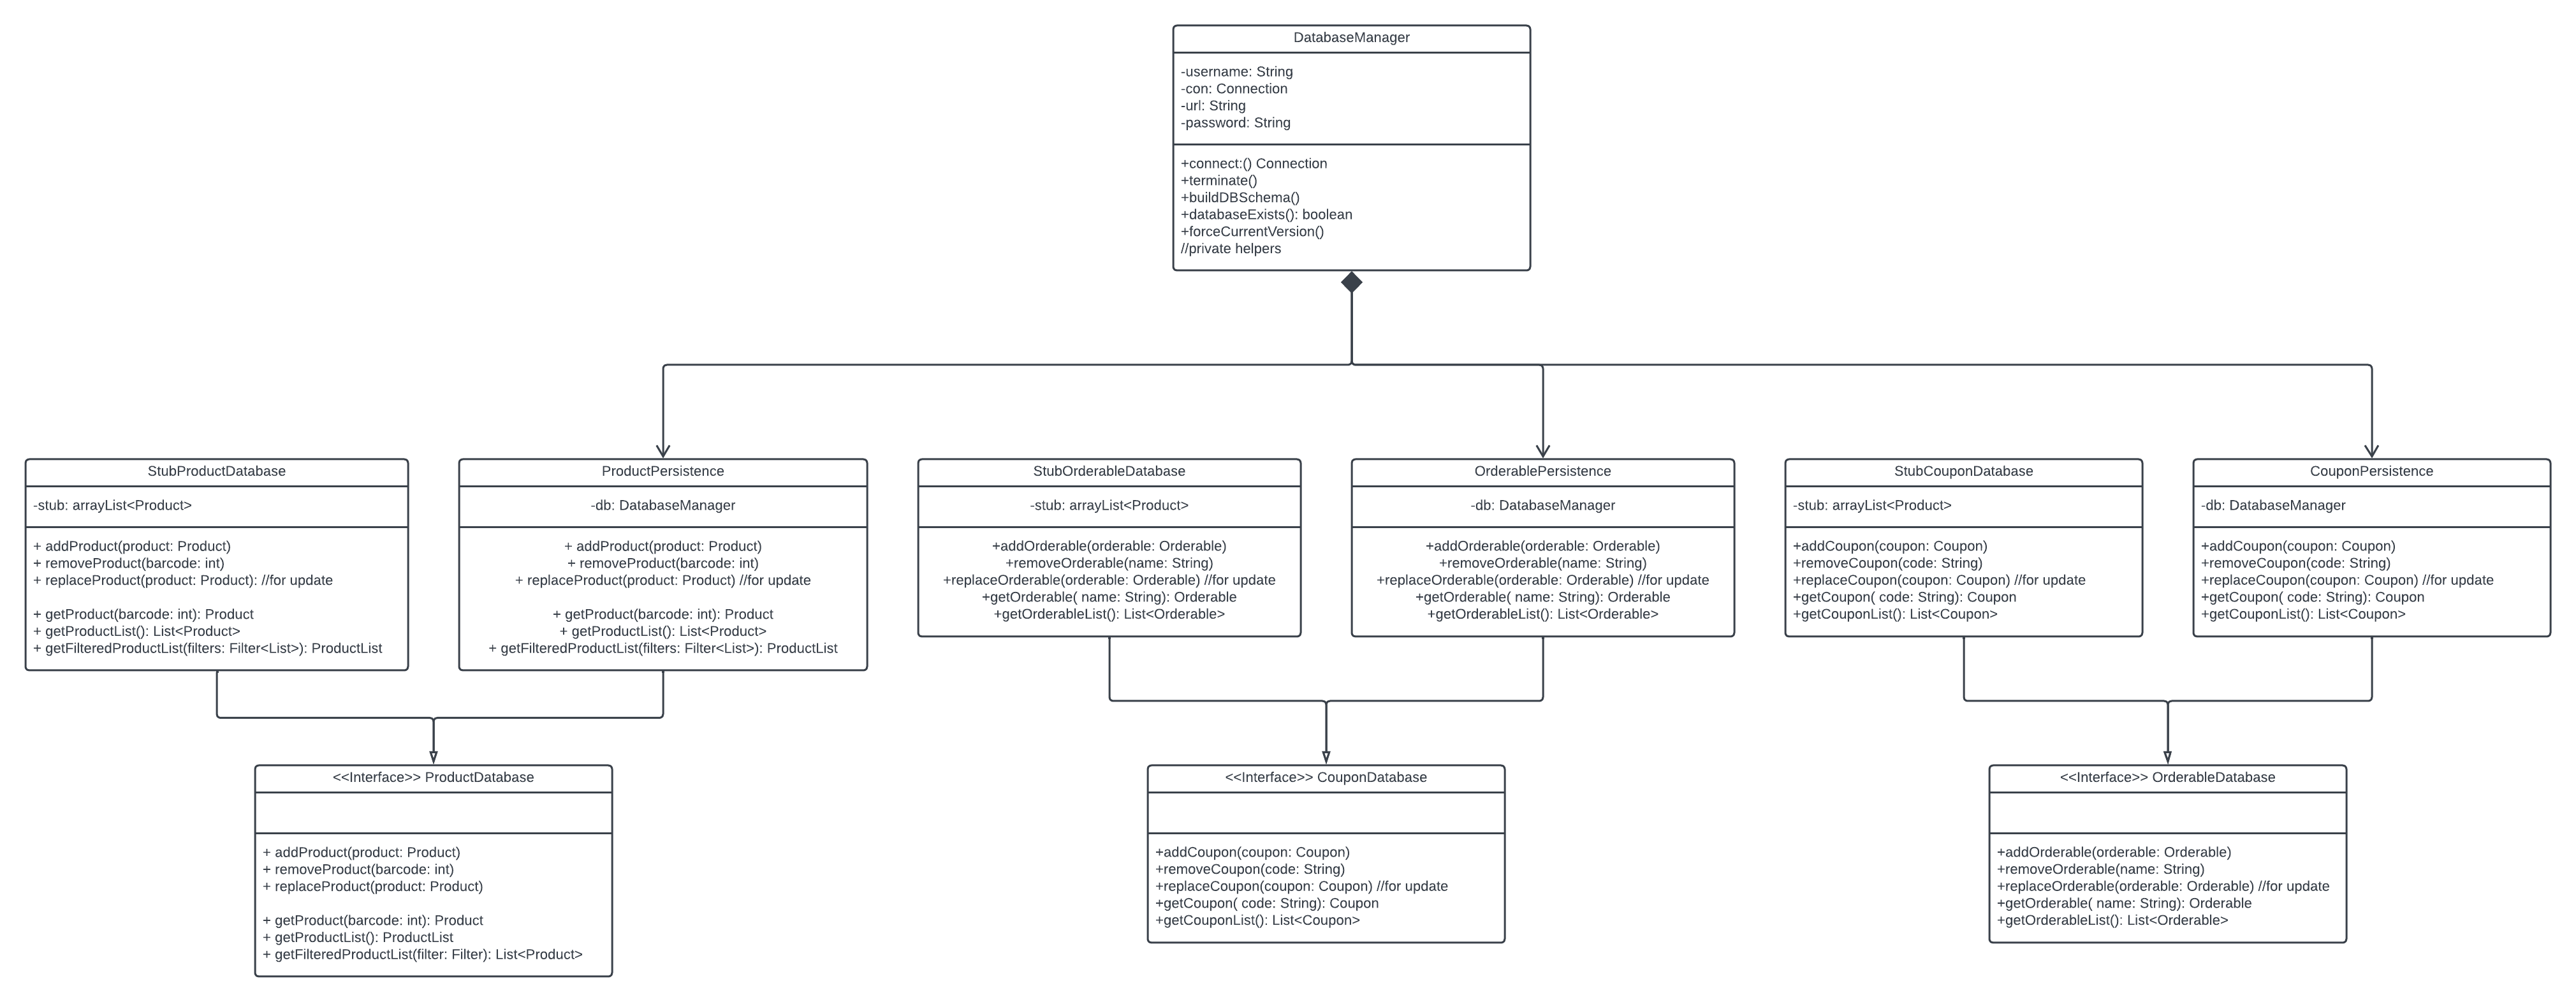 DatabaseManager
-username: String
-con: Connection
-url: String
-password: String
+connect:() Connection
+terminate()
+buildDBSchema()
+databaseExists(): boolean
+forceCurrentVersion()
//private helpers
StubProductDatabase
-stub: arrayList<Product>
+ addProduct(product: Product)
+ removeProduct(barcode: int)
+ replaceProduct(product: Product): //for update
+ getProduct(barcode: int): Product
+ getProductList(): List<Product>
+ getFilteredProductList(filters: Filter<List>): ProductList
ProductPersistence
-db: DatabaseManager
+ addProduct(product: Product)
+ removeProduct(barcode: int)
+ replaceProduct(product: Product) //for update
+ getProduct(barcode: int): Product
+ getProductList(): List<Product>
+ getFilteredProductList(filters: Filter<List>): ProductList
StubOrderableDatabase
-stub: arrayList<Product>
+addOrderable(orderable: Orderable)
+removeOrderable(name: String)
+replaceOrderable(orderable: Orderable) //for update
+getOrderable( name: String): Orderable
+getOrderableList(): List<Orderable>
OrderablePersistence
-db: DatabaseManager
+addOrderable(orderable: Orderable)
+removeOrderable(name: String)
+replaceOrderable(orderable: Orderable) //for update
+getOrderable( name: String): Orderable
+getOrderableList(): List<Orderable>
StubCouponDatabase
-stub: arrayList<Product>
+addCoupon(coupon: Coupon)
+removeCoupon(code: String)
+replaceCoupon(coupon: Coupon) //for update
+getCoupon( code: String): Coupon
+getCouponList(): List<Coupon>
CouponPersistence
-db: DatabaseManager
+addCoupon(coupon: Coupon)
+removeCoupon(code: String)
+replaceCoupon(coupon: Coupon) //for update
+getCoupon( code: String): Coupon
+getCouponList(): List<Coupon>
<<Interface>> ProductDatabase
+ addProduct(product: Product)
+ removeProduct(barcode: int)
+ replaceProduct(product: Product)
+ getProduct(barcode: int): Product
+ getProductList(): ProductList
+ getFilteredProductList(filter: Filter): List<Product>
<<Interface>> CouponDatabase
+addCoupon(coupon: Coupon)
+removeCoupon(code: String)
+replaceCoupon(coupon: Coupon) //for update
+getCoupon( code: String): Coupon
+getCouponList(): List<Coupon>
<<Interface>> OrderableDatabase
+addOrderable(orderable: Orderable)
+removeOrderable(name: String)
+replaceOrderable(orderable: Orderable) //for update
+getOrderable( name: String): Orderable
+getOrderableList(): List<Orderable>